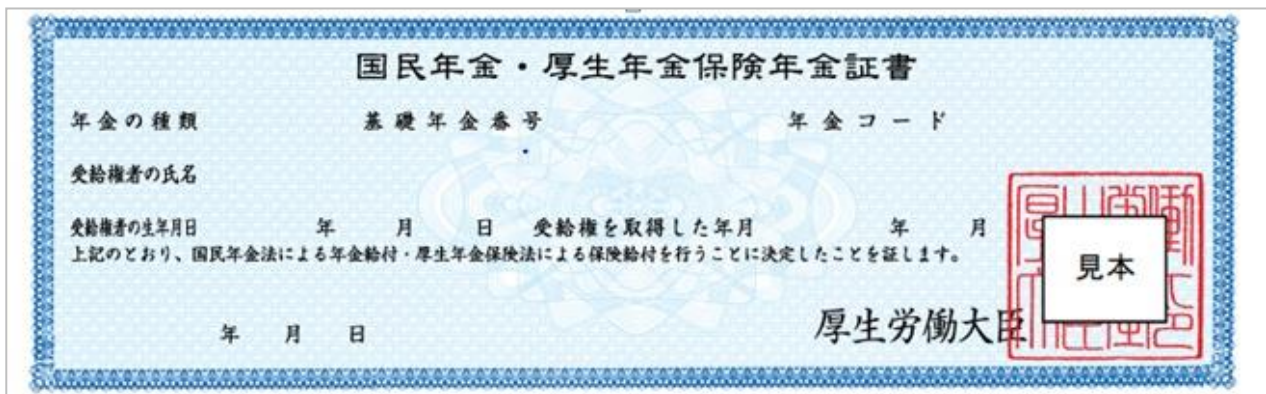 国民年金・厚生年金保険年金証書
年金の種類 基礎年金番号 年金コード
受給権者の氏名
受給権者の生年月日 年 月 日 受給権を取得した年月 年 月
上記のとおり、国民年金法による年金給付・厚生年金保険法による保険給付を行うことに決定したことを証します。
見本
年 月 日
厚生労働大臣